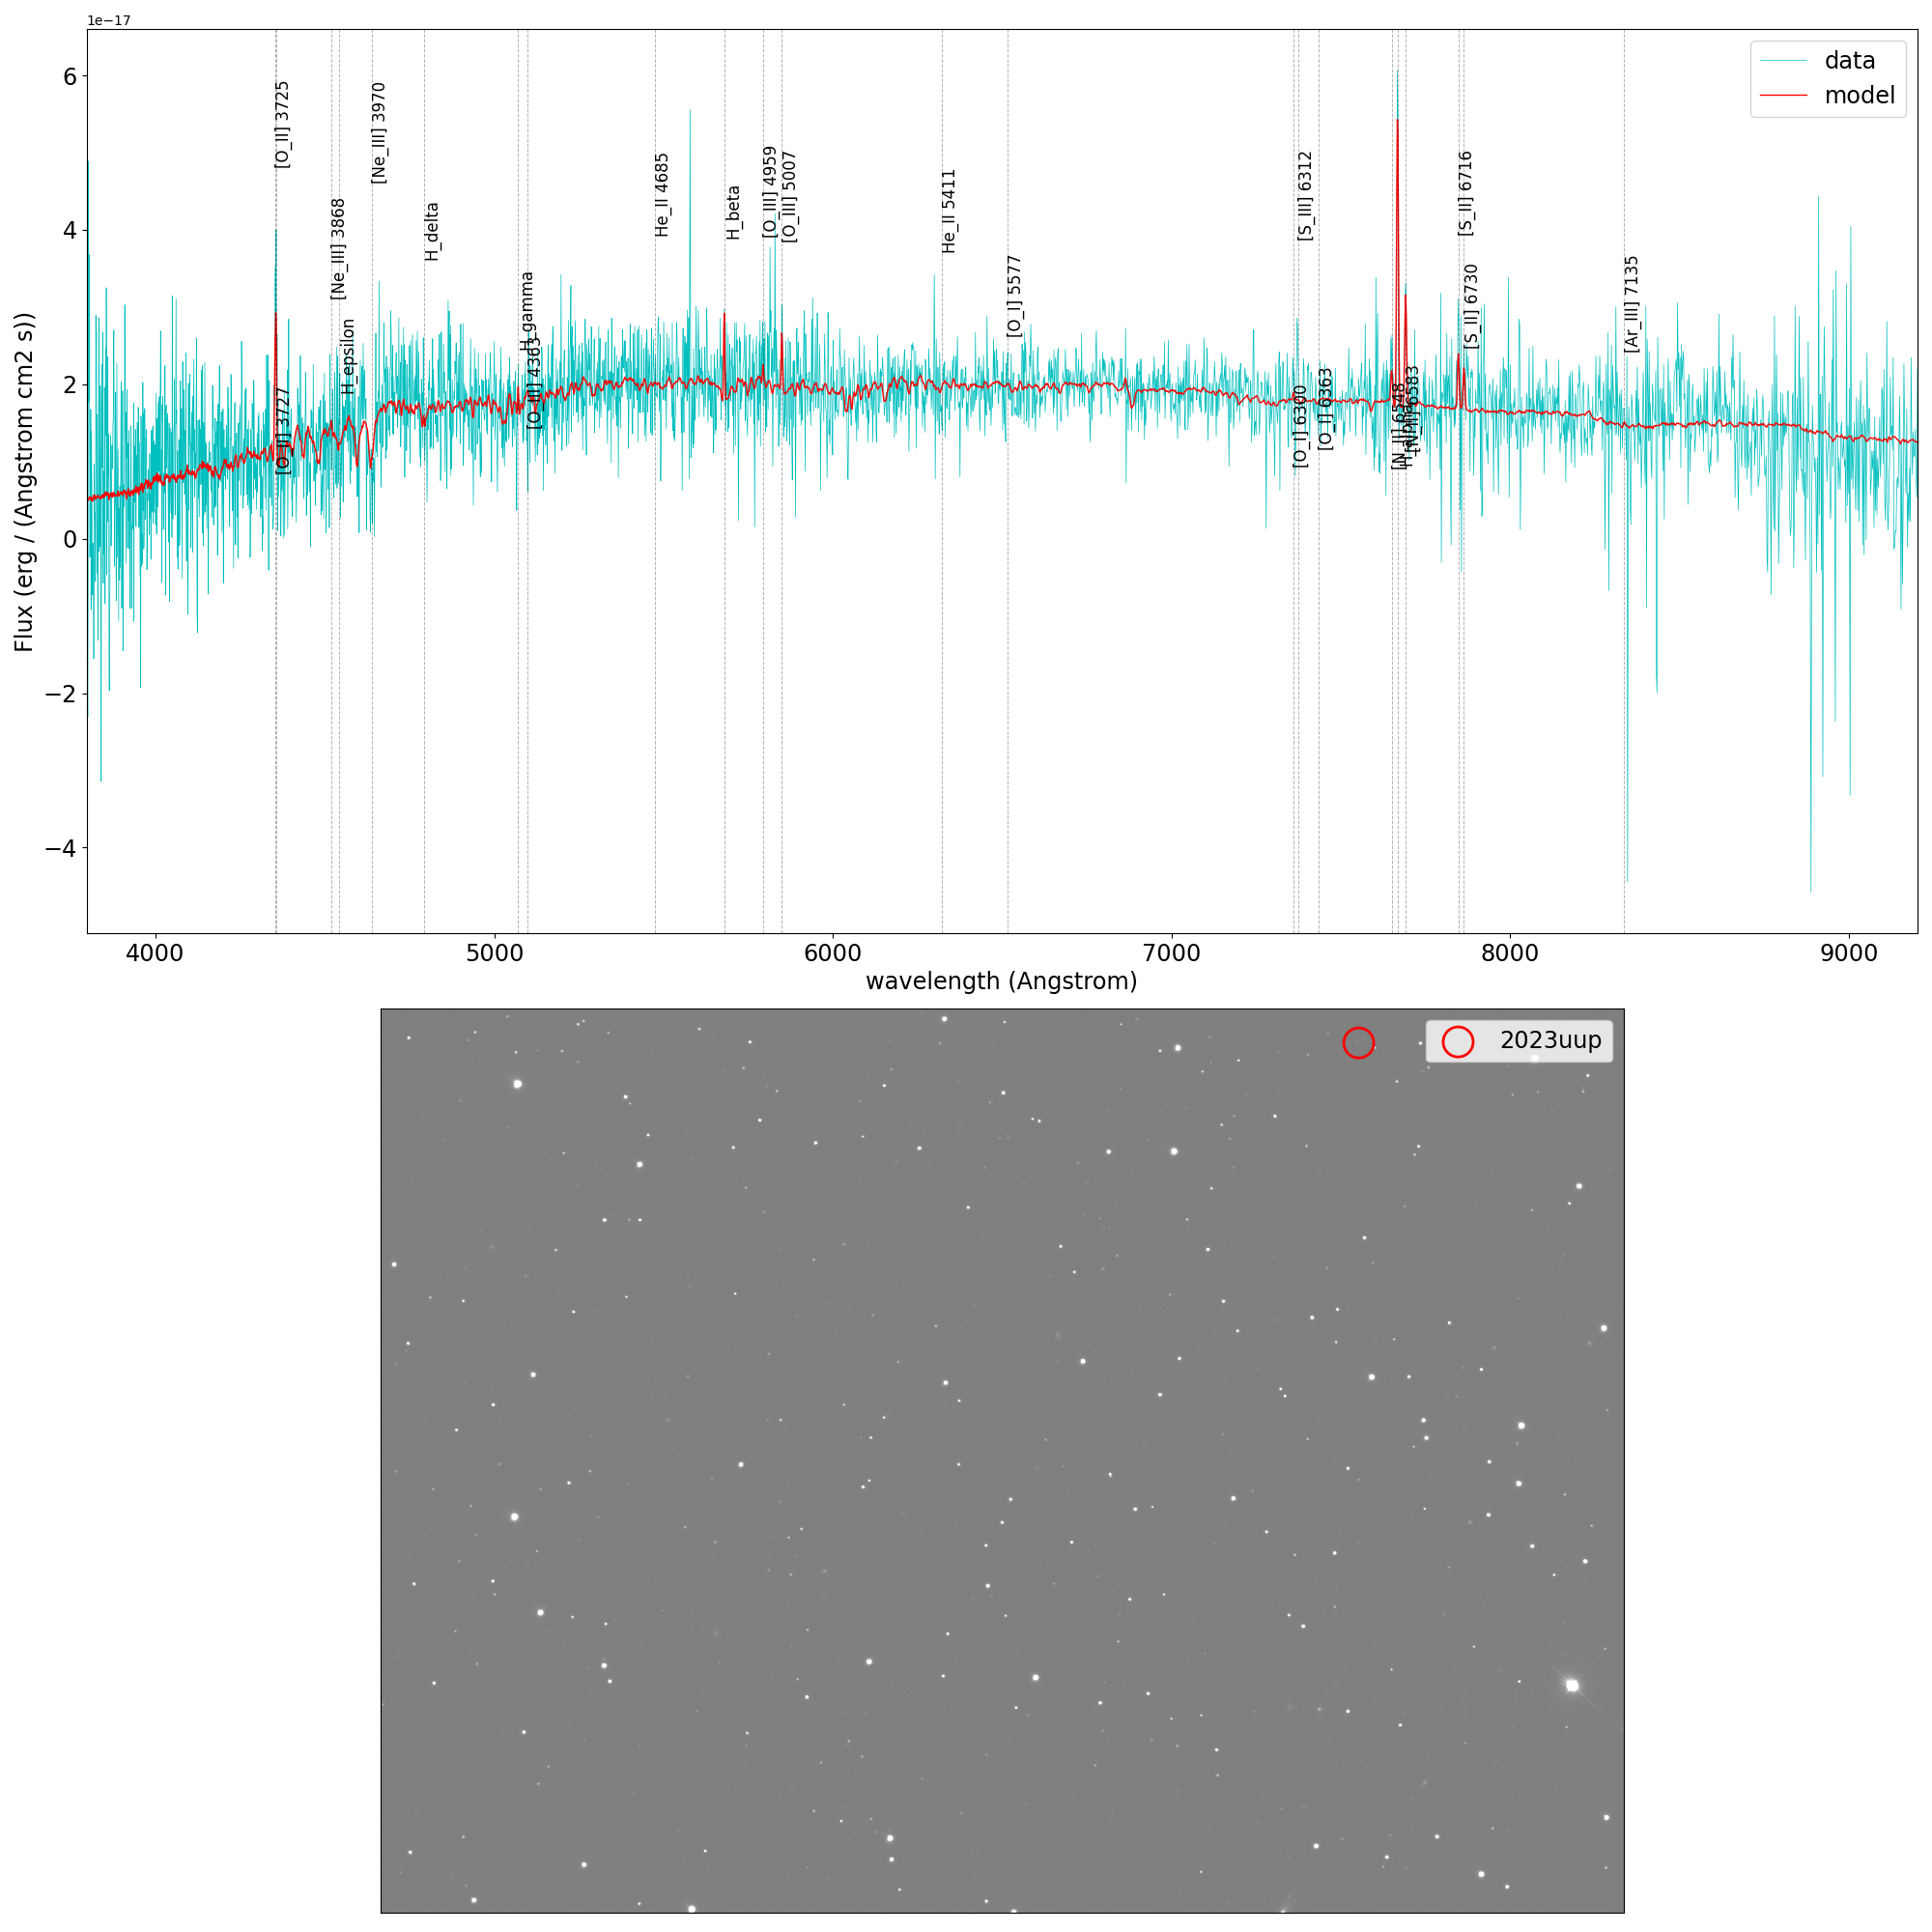 1e−17
data
model
6
4
2
0
−2
−4
Flux (erg / (Angstrom cm2 s))
[O_II] 3725
[O_II] 3727
[Ne_III] 3868
H_epsilon
[Ne_III] 3970
H_delta
H_gamma
[O_III] 4363
He_II 4685
H_beta
[O_III] 4959
[O_III] 5007
He_II 5411
[O_I] 5577
[O_I] 6300
[S_III] 6312
[O_I] 6363
[N_II] 6548
[N_II] 6583
[S_II] 6716
[S_II] 6730
[Ar_III] 7135
4000
5000
6000
7000
8000
9000
wavelength (Angstrom)
2023uup